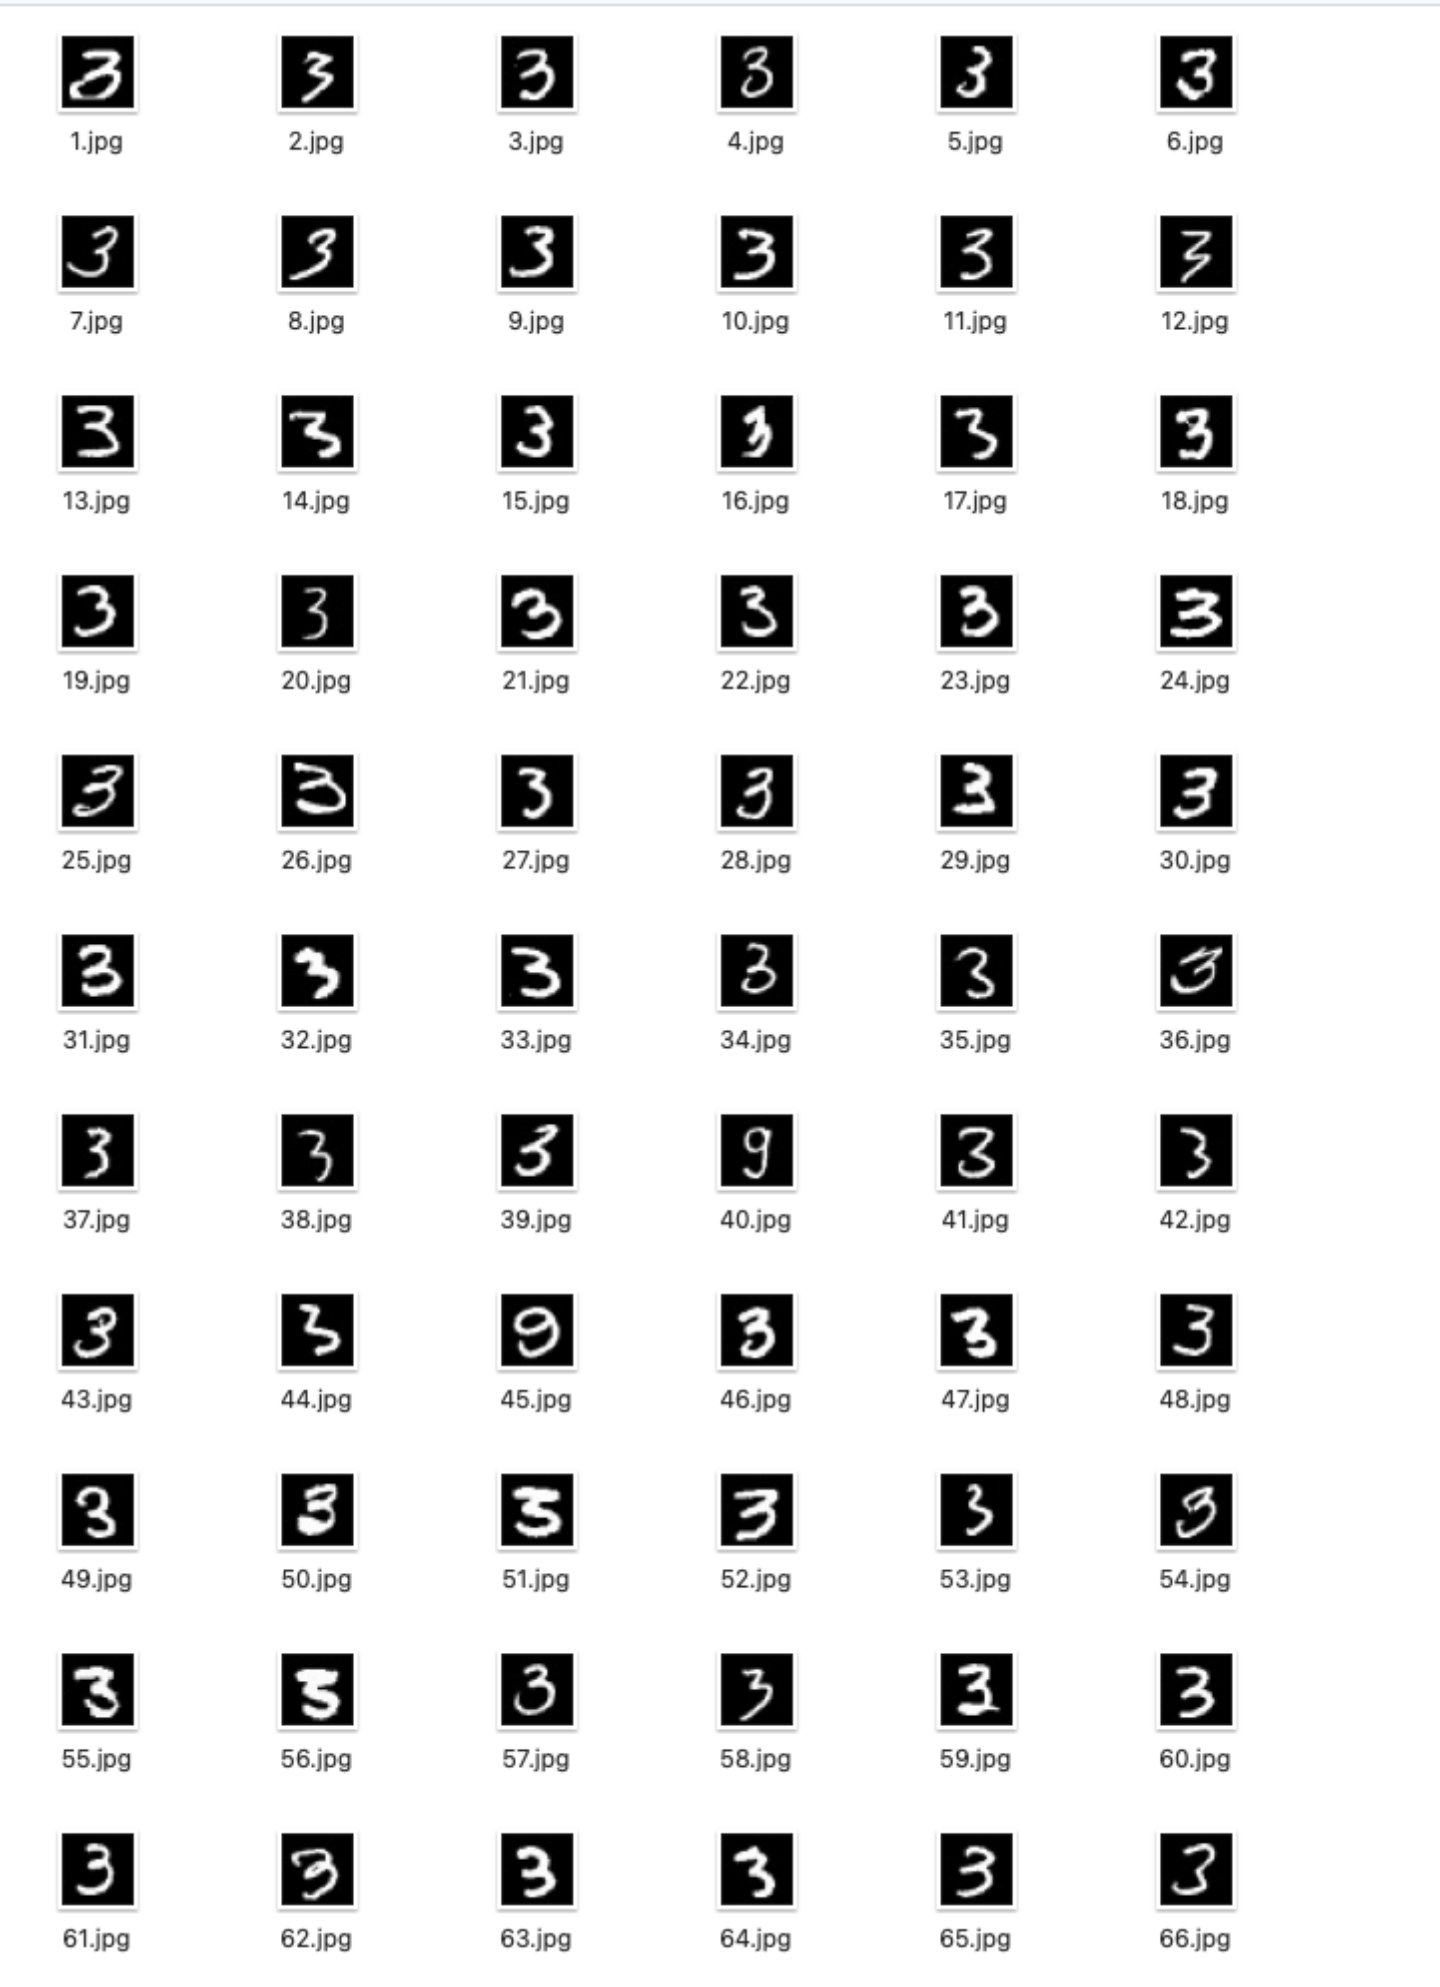 3 3 3 3 3 3
1.jpg 2.jpg 3.jpg 4.jpg 5.jpg 6.jpg
3 3 3 3 3 3
7.jpg 8.jpg 9.jpg 10.jpg 11.jpg 12.jpg
3 3 3 3 3 3
13.jpg 14.jpg 15.jpg 16.jpg 17.jpg 18.jpg
3 3 3 3 3 3
19.jpg 20.jpg 21.jpg 22.jpg 23.jpg 24.jpg
3 3 3 3 3 3
25.jpg 26.jpg 27.jpg 28.jpg 29.jpg 30.jpg
3 3 3 3 3 3
31.jpg 32.jpg 33.jpg 34.jpg 35.jpg 36.jpg
3 3 3 9 3 3
37.jpg 38.jpg 39.jpg 40.jpg 41.jpg 42.jpg
3 3 9 3 3 3
43.jpg 44.jpg 45.jpg 46.jpg 47.jpg 48.jpg
3 3 3 3 3 3
49.jpg 50.jpg 51.jpg 52.jpg 53.jpg 54.jpg
3 3 3 3 3 3
55.jpg 56.jpg 57.jpg 58.jpg 59.jpg 60.jpg
3 3 3 3 3 3
61.jpg 62.jpg 63.jpg 64.jpg 65.jpg 66.jpg